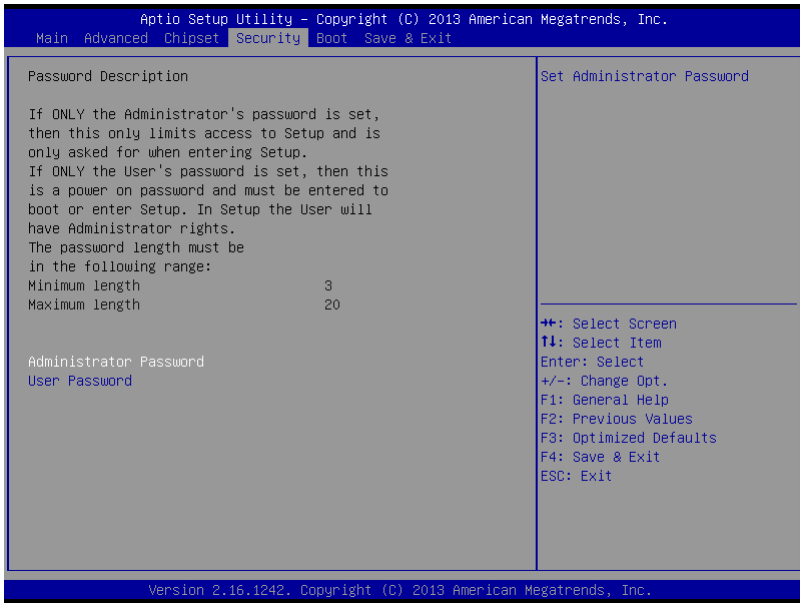 Aptio Setup Utility – Copyright (C) 2013 American Megatrends, Inc.
Main Advanced Chipset Security Boot Save & Exit
Password Description
If ONLY the Administrator's password is set,
then this only limits access to Setup and is
only asked for when entering Setup.
If ONLY the User's password is set, then this
is a power on password and must be entered to
boot or enter Setup. In Setup the User will
have Administrator rights.
The password length must be
in the following range:
Minimum length 3
Maximum length 20
Administrator Password
User Password
Set Administrator Password
→←: Select Screen
↑↓: Select Item
Enter: Select
+/-: Change Opt.
F1: General Help
F2: Previous Values
F3: Optimized Defaults
F4: Save & Exit
ESC: Exit
Version 2.16.1242. Copyright (C) 2013 American Megatrends, Inc.